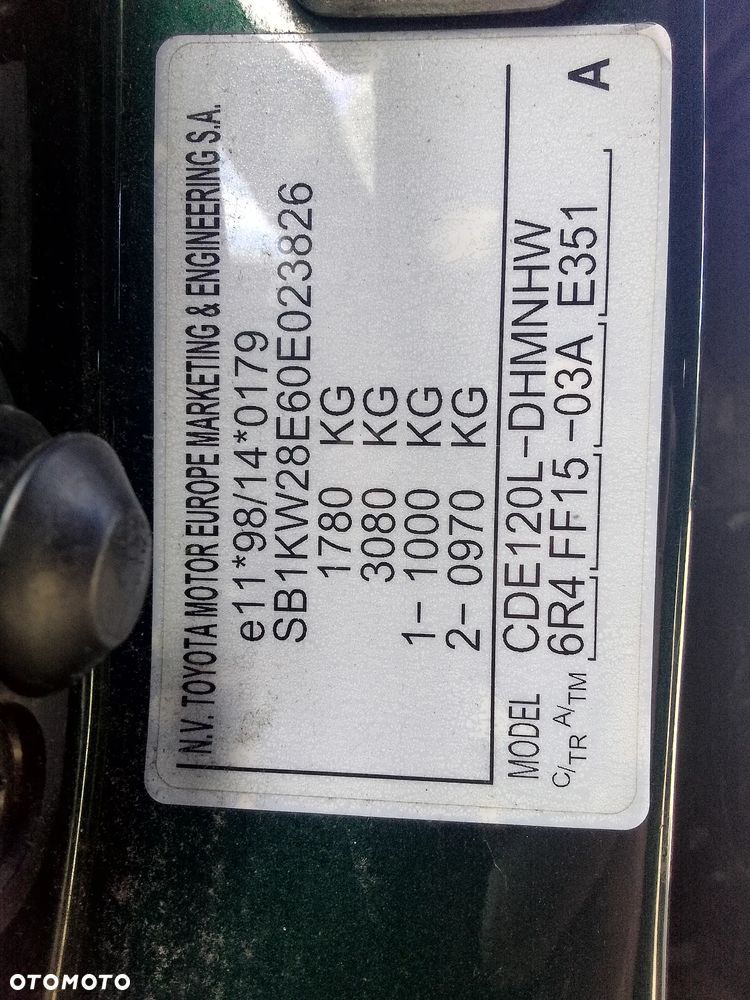 N.V. TOYOTA MOTOR EUROPE MARKETING & ENGINEERING S.A.
e11*98/14*0179
SB1KW28E60E023826
1780 KG
3080 KG
1- 1000 KG
2- 0970 KG
MODEL CDE120L-DHMNHW A
C/TR A/TM 6R4 FF15 -03A E351
OTOMOTO